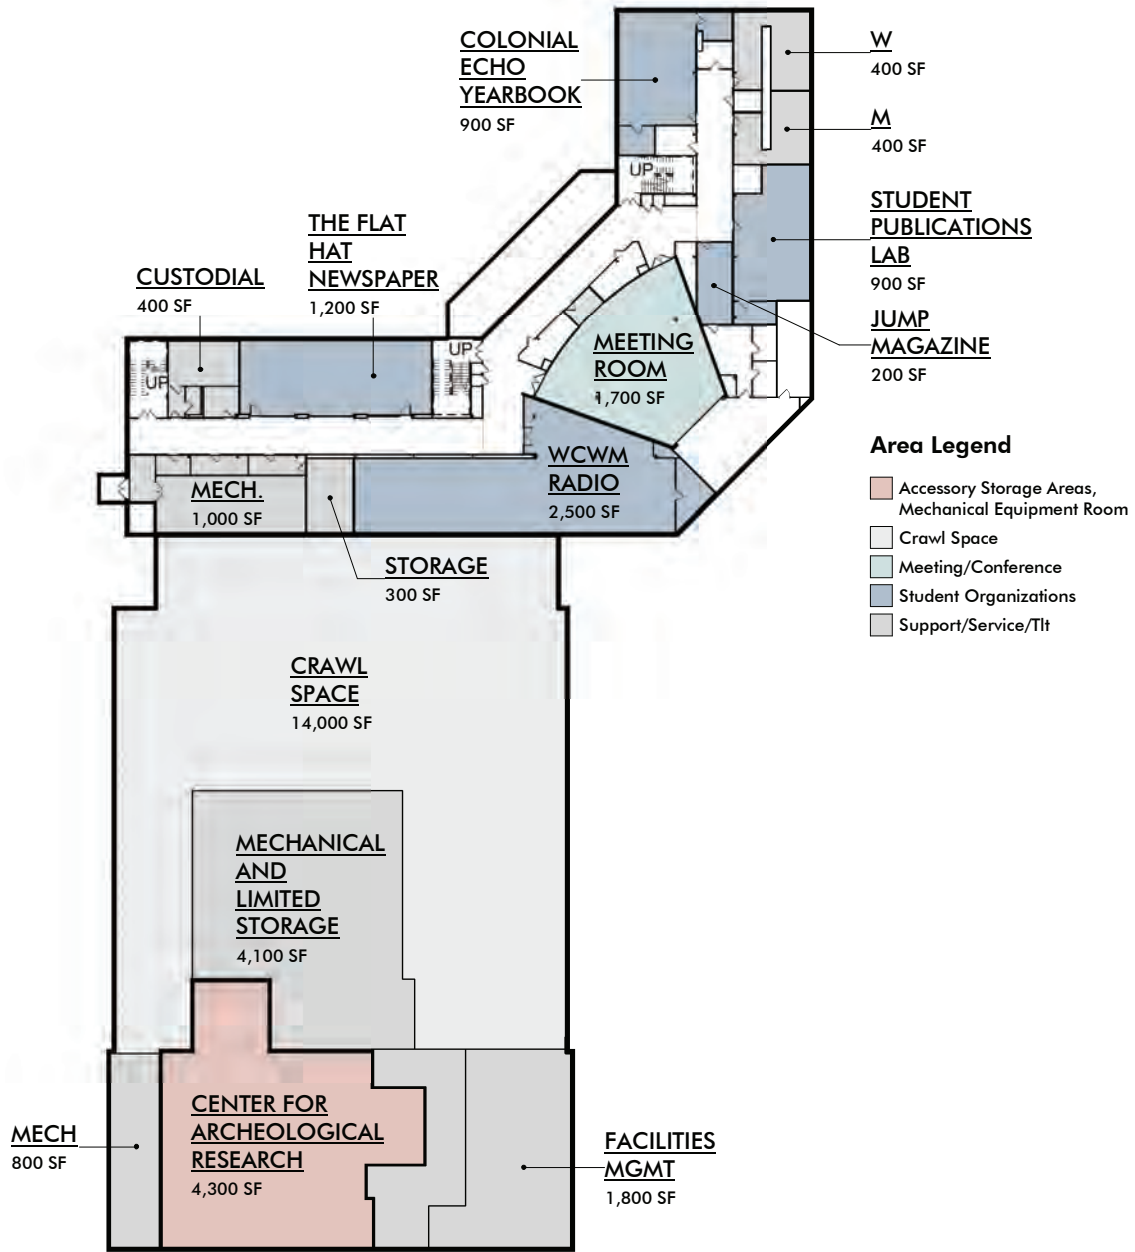 COLONIAL
ECHO
YEARBOOK
900 SF
W
400 SF
M
400 SF
UP
STUDENT
PUBLICATIONS
LAB
900 SF
THE FLAT
HAT
NEWSPAPER
1,200 SF
CUSTODIAL
400 SF
JUMP
MAGAZINE
200 SF
MEETING
ROOM
1,700 SF
UP
UP
WCWM
RADIO
2,500 SF
MECH.
1,000 SF
STORAGE
300 SF
Area Legend
Accessory Storage Areas,
Mechanical Equipment Room
Crawl Space
Meeting/Conference
Student Organizations
Support/Service/Tlt
CRAWL
SPACE
14,000 SF
MECHANICAL
AND
LIMITED
STORAGE
4,100 SF
CENTER FOR
ARCHEOLOGICAL
RESEARCH
4,300 SF
MECH
800 SF
FACILITIES
MGMT
1,800 SF